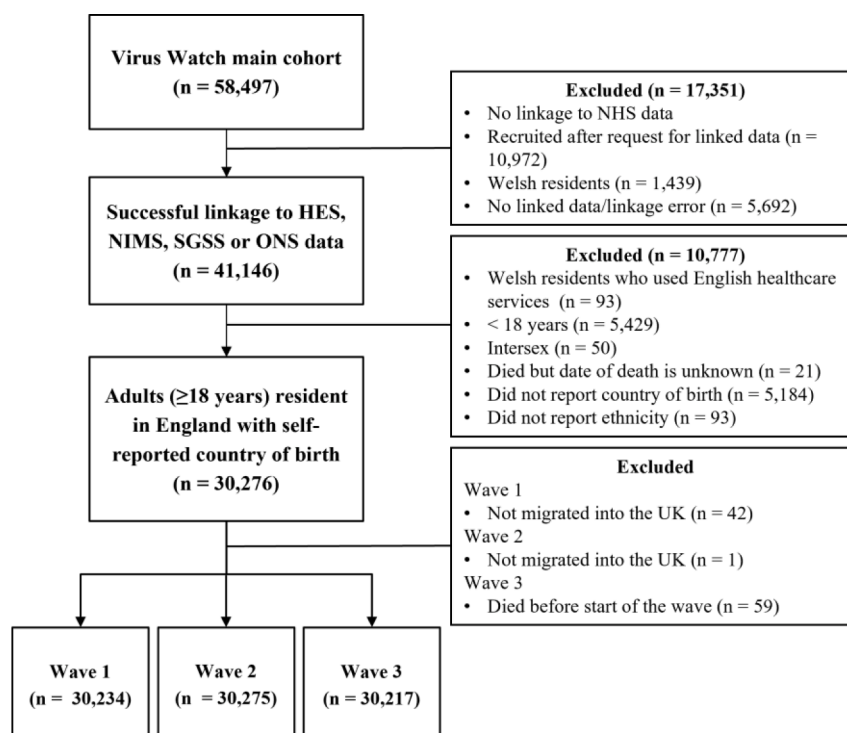 Virus Watch main cohort
(n = 58,497)
Excluded (n = 17,351)
• No linkage to NHS data
• Recruited after request for linked data (n =
10,972)
• Welsh residents (n = 1,439)
• No linked data/linkage error (n = 5,692)
Successful linkage to HES,
NIMS, SGSS or ONS data
(n = 41,146)
Excluded (n = 10,777)
• Welsh residents who used English healthcare
services (n = 93)
• < 18 years (n = 5,429)
• Intersex (n = 50)
• Died but date of death is unknown (n = 21)
• Did not report country of birth (n = 5,184)
• Did not report ethnicity (n = 93)
Adults (≥18 years) resident
in England with self-
reported country of birth
(n = 30,276)
Excluded
Wave 1
• Not migrated into the UK (n = 42)
Wave 2
• Not migrated into the UK (n = 1)
Wave 3
• Died before start of the wave (n = 59)
Wave 1
(n = 30,234)
Wave 2
(n = 30,275)
Wave 3
(n = 30,217)